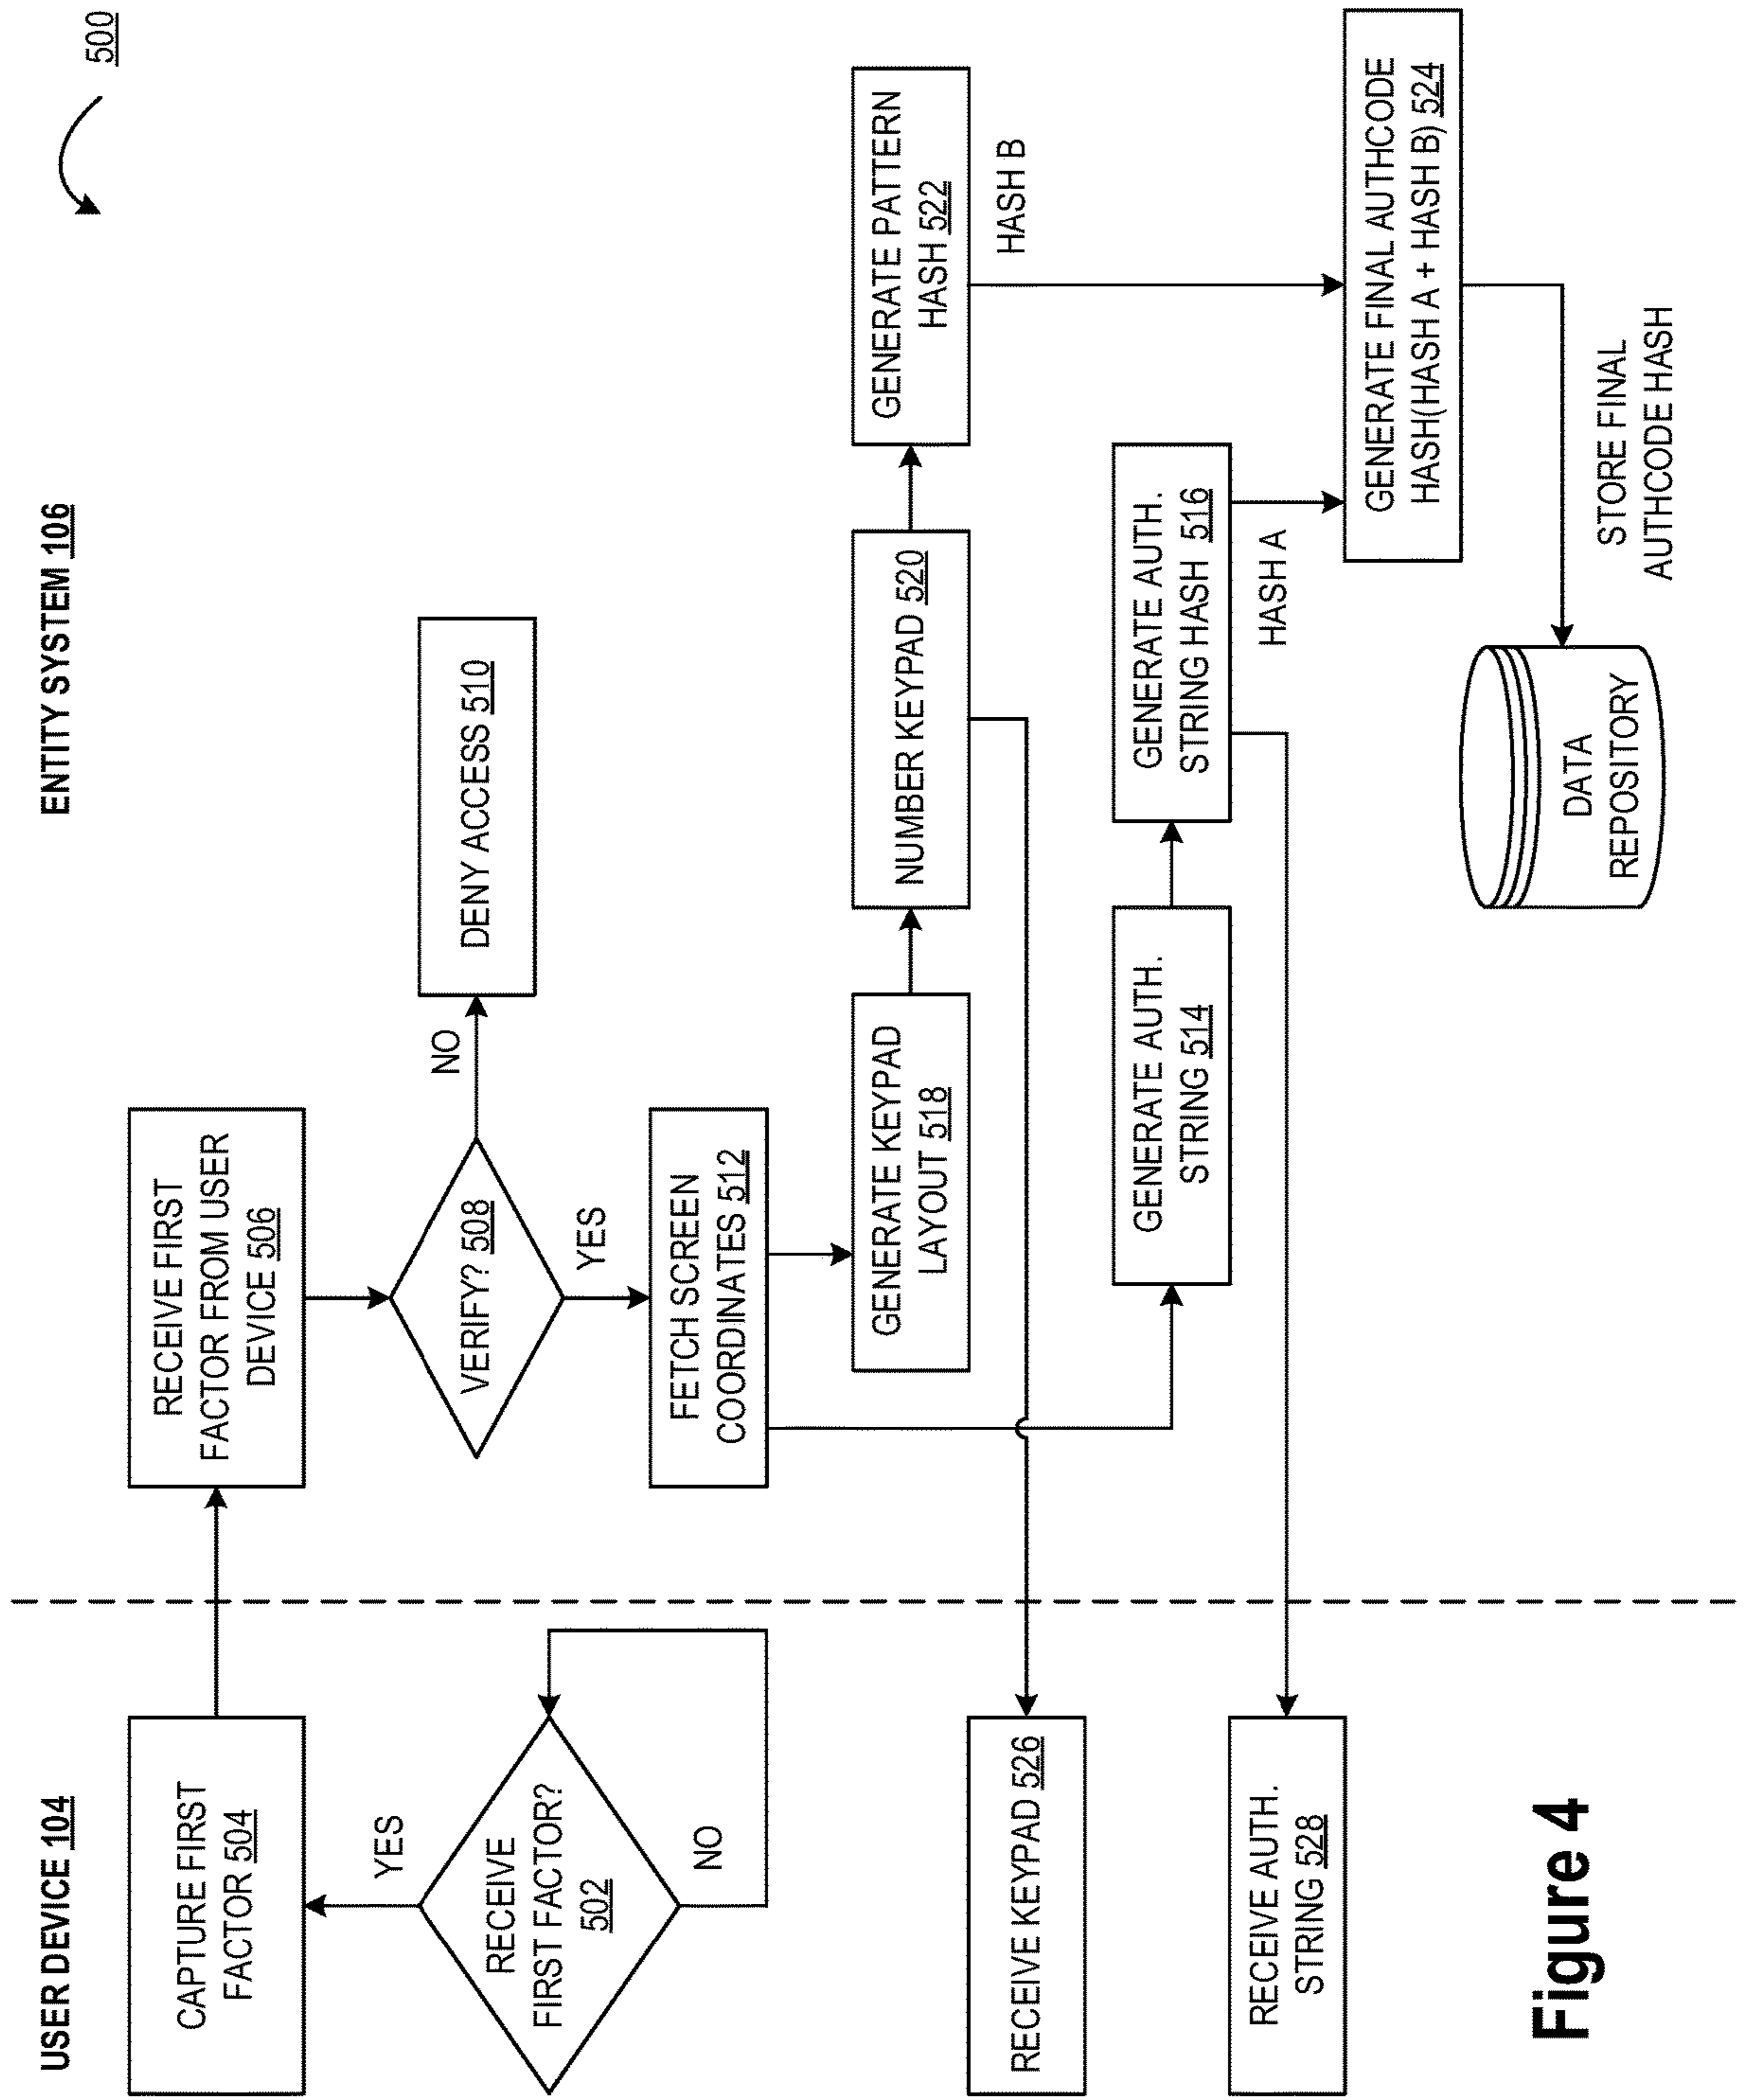 500
USER DEVICE 104
ENTITY SYSTEM 106
CAPTURE FIRST
FACTOR 504
RECEIVE FIRST
FACTOR FROM USER
DEVICE 506
YES
RECEIVE
FIRST FACTOR?
502
NO
VERIFY? 508
NO
DENY ACCESS 510
YES
FETCH SCREEN
COORDINATES 512
GENERATE KEYPAD
LAYOUT 518
NUMBER KEYPAD 520
GENERATE PATTERN
HASH 522
HASH B
RECEIVE KEYPAD 526
GENERATE AUTH.
STRING 514
GENERATE AUTH.
STRING HASH 516
HASH A
RECEIVE AUTH.
STRING 528
GENERATE FINAL AUTHCODE
HASH(HASH A + HASH B) 524
DATA
REPOSITORY
STORE FINAL
AUTHCODE HASH
Figure 4